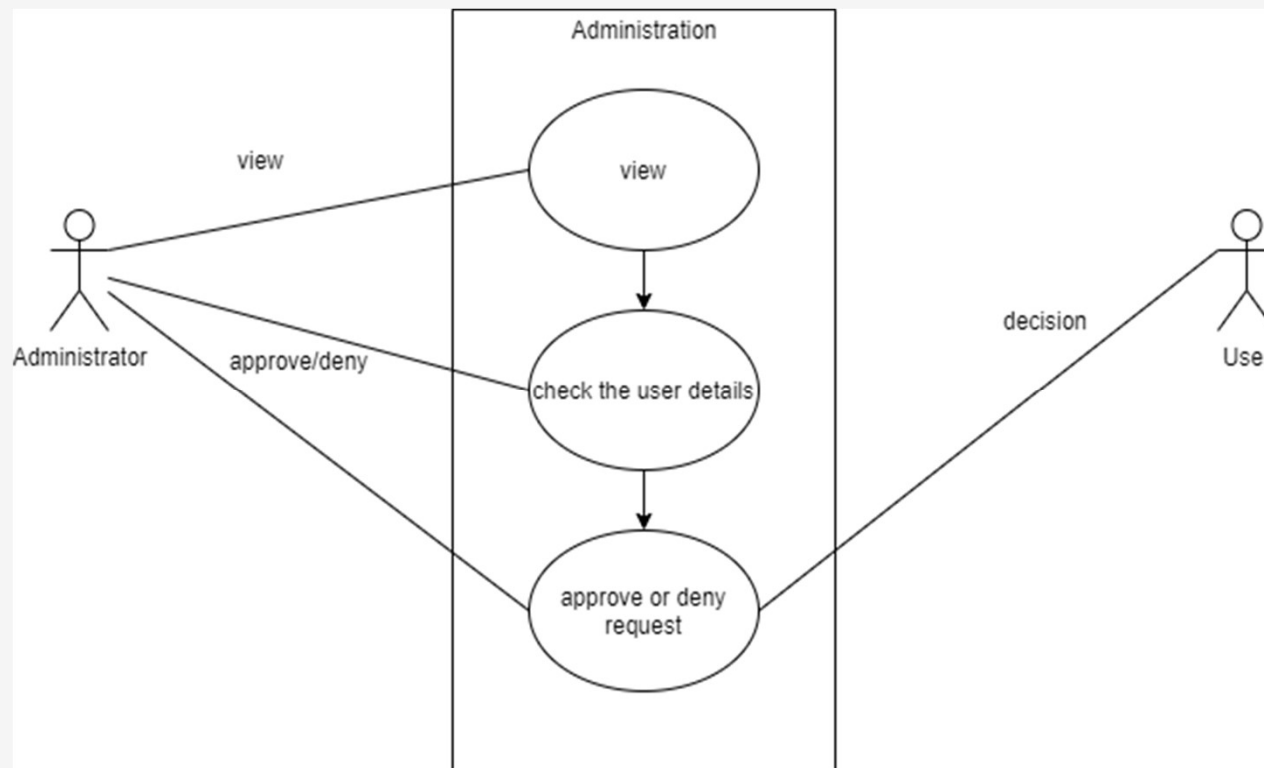 Administration
view
view
Administrator
approve/deny
check the user details
decision
Use
approve or deny
request